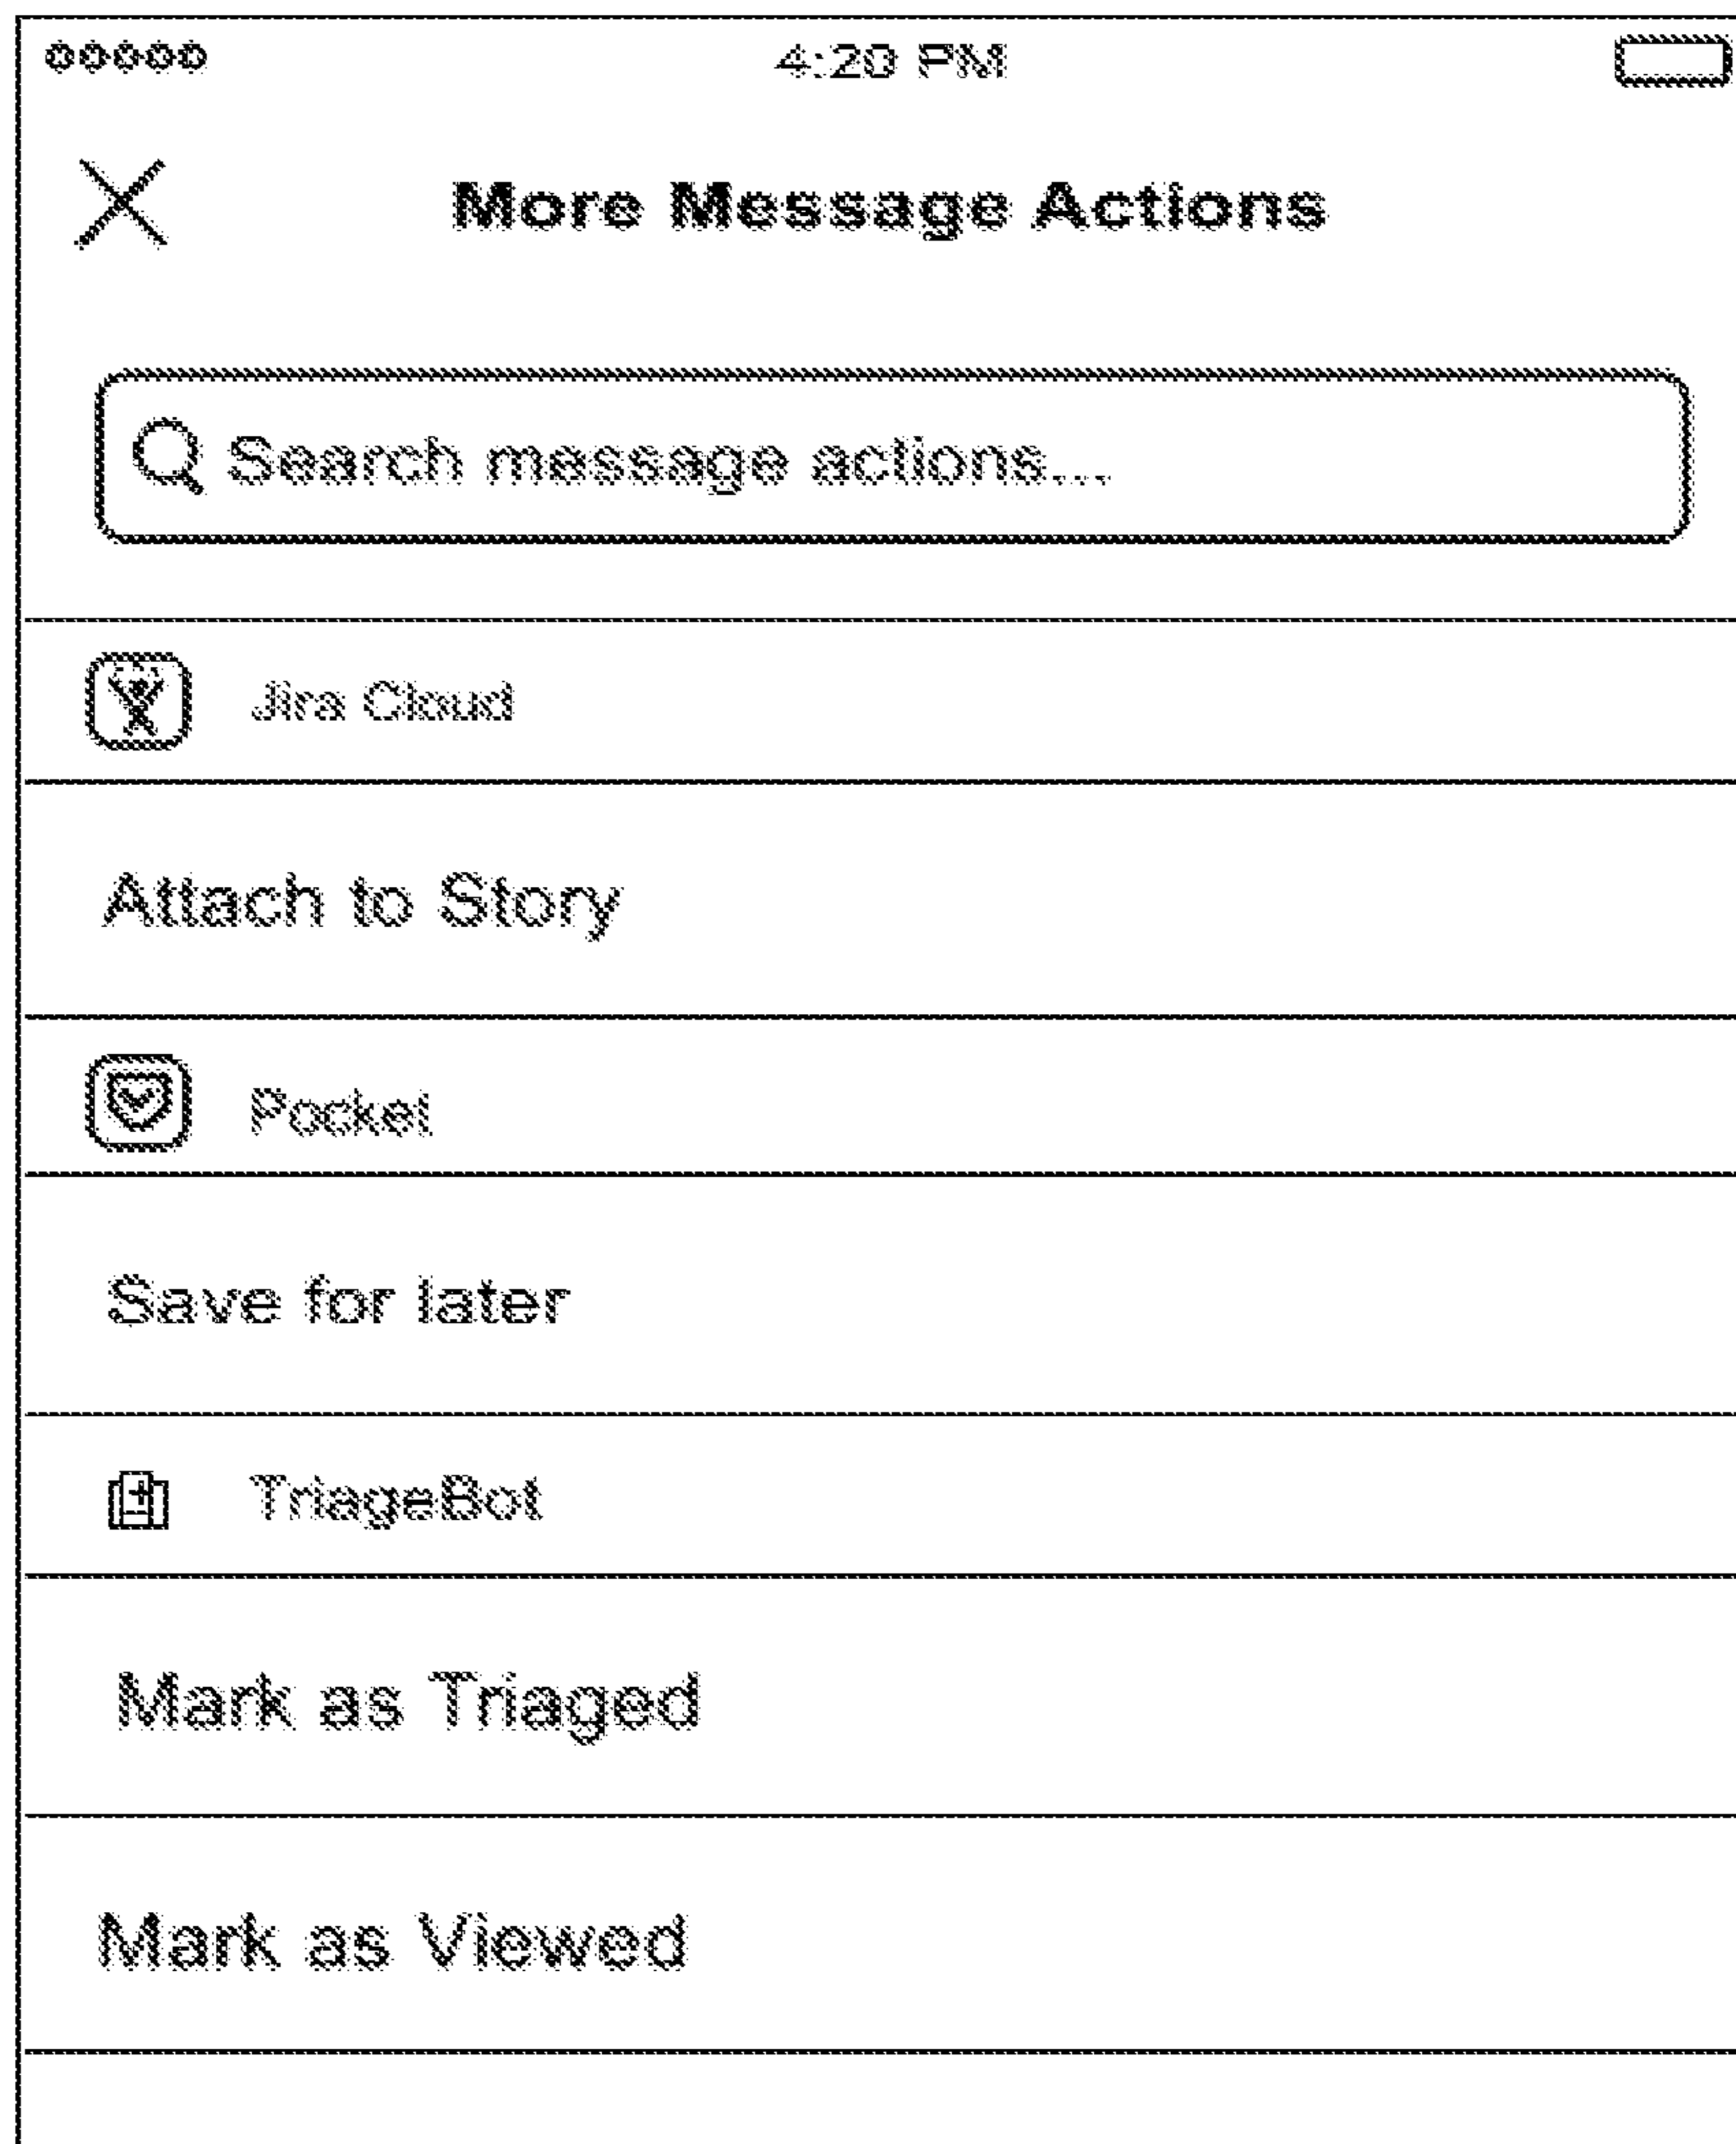 4:20 PM
More Message Actions
Search message actions...
Jira Cloud
Attach to Story
Pocket
Save for later
TriageBot
Mark as Triaged
Mark as Viewed